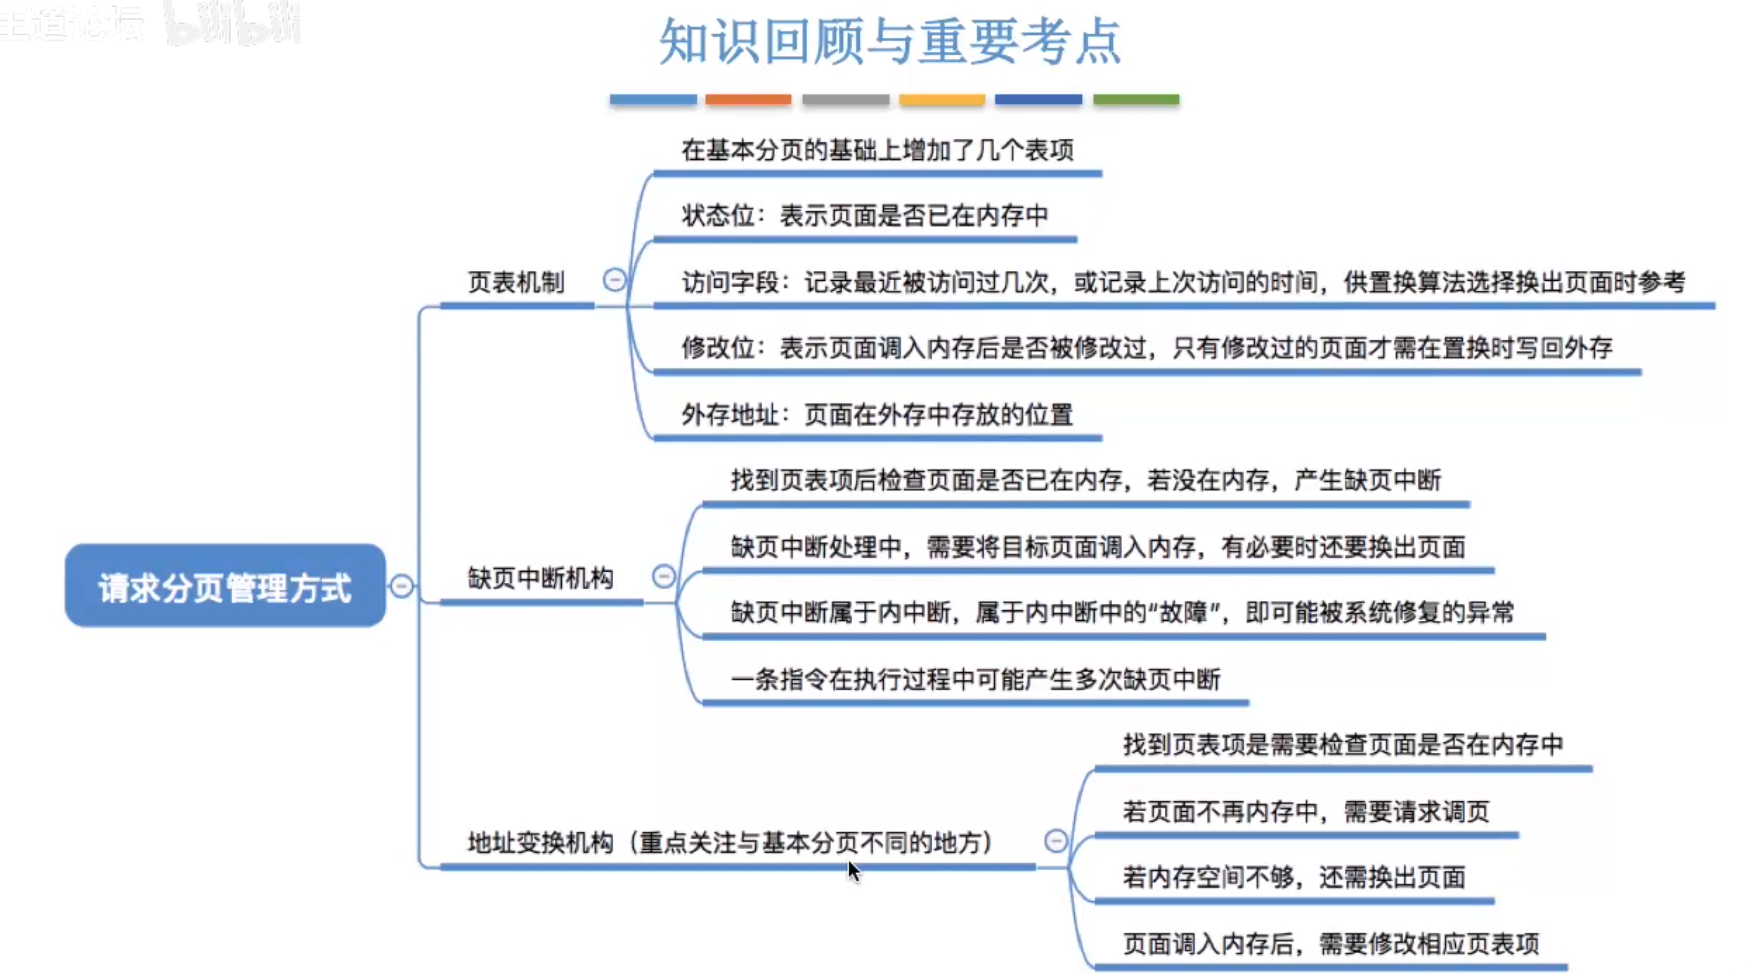 王道论坛 bilibili
知识回顾与重要考点
在基本分页的基础上增加了几个表项
状态位：表示页面是否已在内存中
页表机制
访问字段：记录最近被访问过几次，或记录上次访问的时间，供置换算法选择换出页面时参考
修改位：表示页面调入内存后是否被修改过，只有修改过的页面才需在置换时写回外存
外存地址：页面在外存中存放的位置
找到页表项后检查页面是否已在内存，若没在内存，产生缺页中断
缺页中断处理中，需要将目标页面调入内存，有必要时还要换出页面
请求分页管理方式
缺页中断机构
缺页中断属于内中断，属于内中断中的“故障”，即可能被系统修复的异常
一条指令在执行过程中可能产生多次缺页中断
找到页表项是需要检查页面是否在内存中
若页面不再内存中，需要请求调页
地址变换机构（重点关注与基本分页不同的地方）
若内存空间不够，还需换出页面
页面调入内存后，需要修改相应页表项